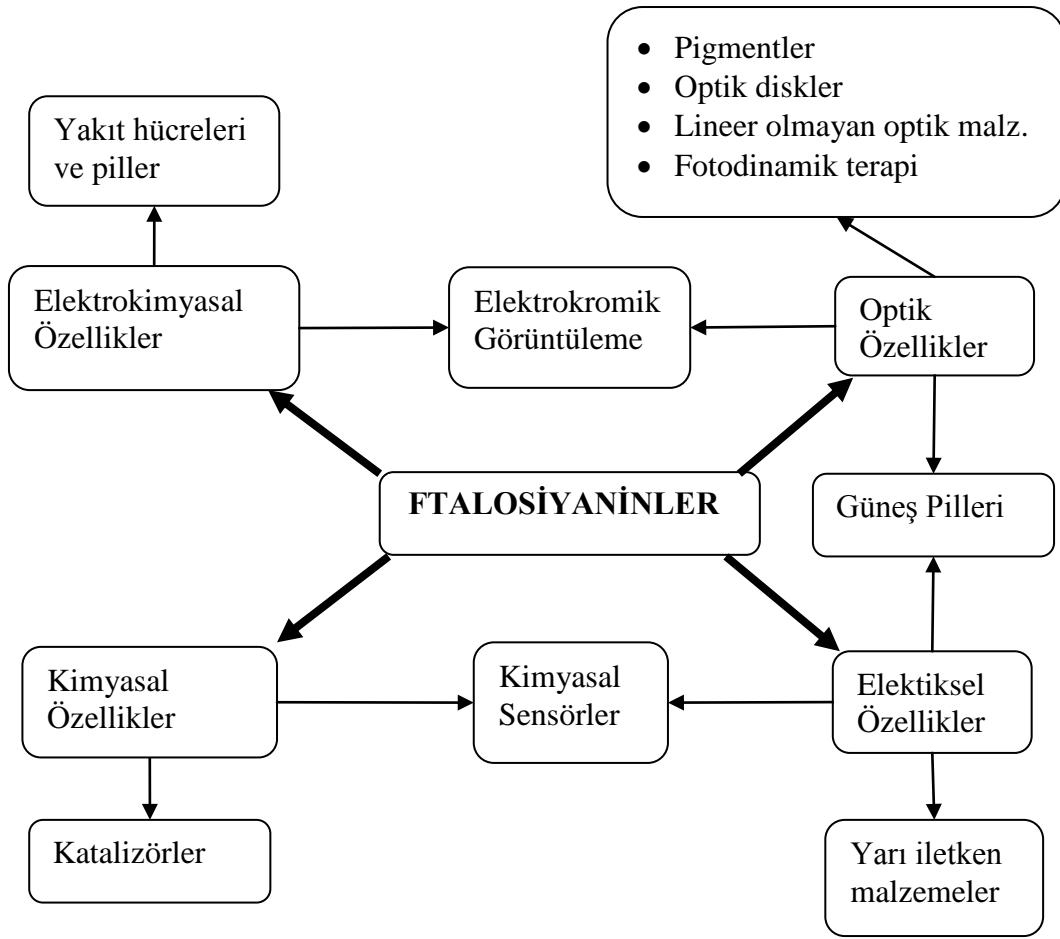 • Pigmentler
• Optik diskler
• Lineer olmayan optik malz.
• Fotodinamik terapi
Yakıt hücreleri
ve piller
Elektrokimyasal
Özellikler
Elektrokromik
Görüntüleme
Optik
Özellikler
FTALOSİYANİNLER
Güneş Pilleri
Kimyasal
Özellikler
Kimyasal
Sensörler
Elektiksel
Özellikler
Katalizörler
Yarı iletken
malzemeler